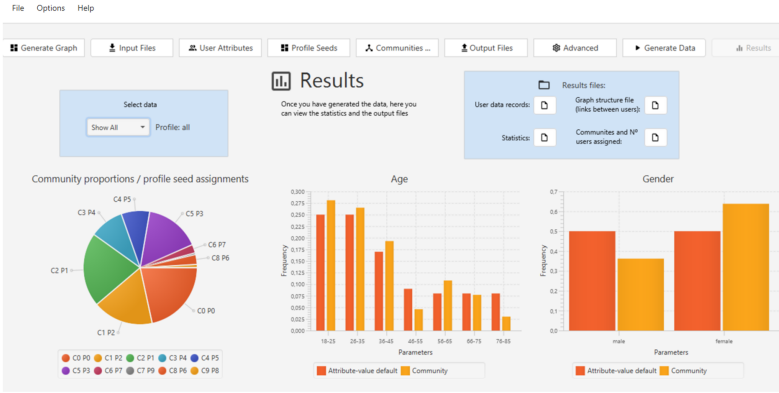 File Options Help
Generate Graph Input Files User Attributes Profile Seeds Communities ... Output Files Advanced Generate Data Results
Results
Once you have generated the data, here you
can view the statistics and the output files
Select data
Show All Profile: all
Results files:
User data records:
Graph structure file
(links between users):
Statistics:
Communites and Nº
users assigned:
Community proportions / profile seed assignments
C4 P5
C5 P3
C3 P4
C6 P7
C8 P6
C2 P1
C0 P0
C1 P2
C0 P0 C1 P2 C2 P1 C3 P4 C4 P5
C5 P3 C6 P7 C7 P9 C8 P6 C9 P8
Age
Frequency
0,300
0,275
0,250
0,225
0,200
0,175
0,150
0,125
0,100
0,075
0,050
0,025
0,000
18-25 26-35 36-45 46-55 56-65 66-75 76-85
Parameters
Attribute-value default Community
Gender
Frequency
0,7
0,6
0,5
0,4
0,3
0,2
0,1
0,0
male female
Parameters
Attribute-value default Community